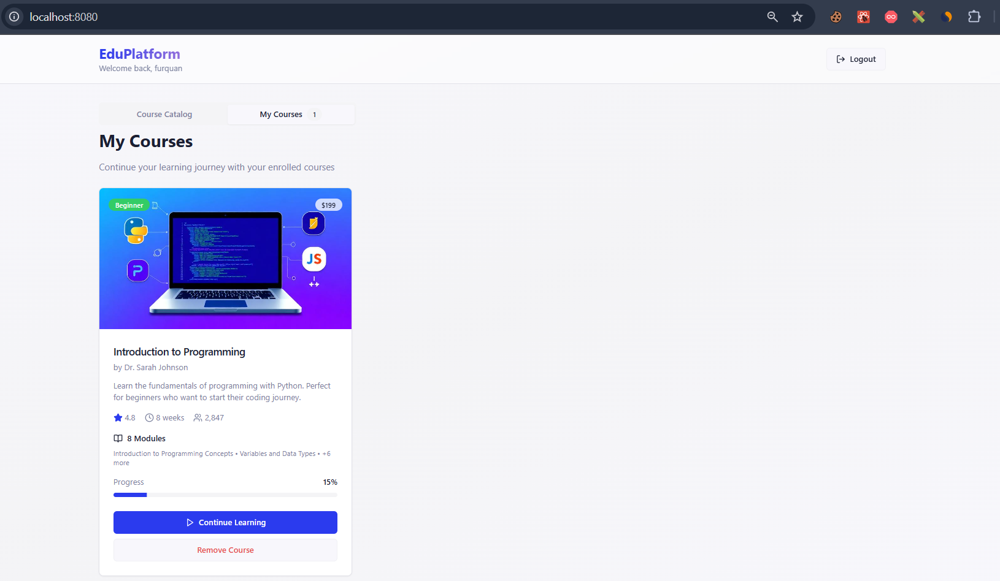 localhost:8080
EduPlatform
Welcome back, furquan
Logout
Course Catalog
My Courses 1
My Courses
Continue your learning journey with your enrolled courses
Beginner
$199
P
JS
Introduction to Programming
by Dr. Sarah Johnson
Learn the fundamentals of programming with Python. Perfect
for beginners who want to start their coding journey.
4.8 8 weeks 2,847
8 Modules
Introduction to Programming Concepts • Variables and Data Types • +6
more
Progress 15%
Continue Learning
Remove Course